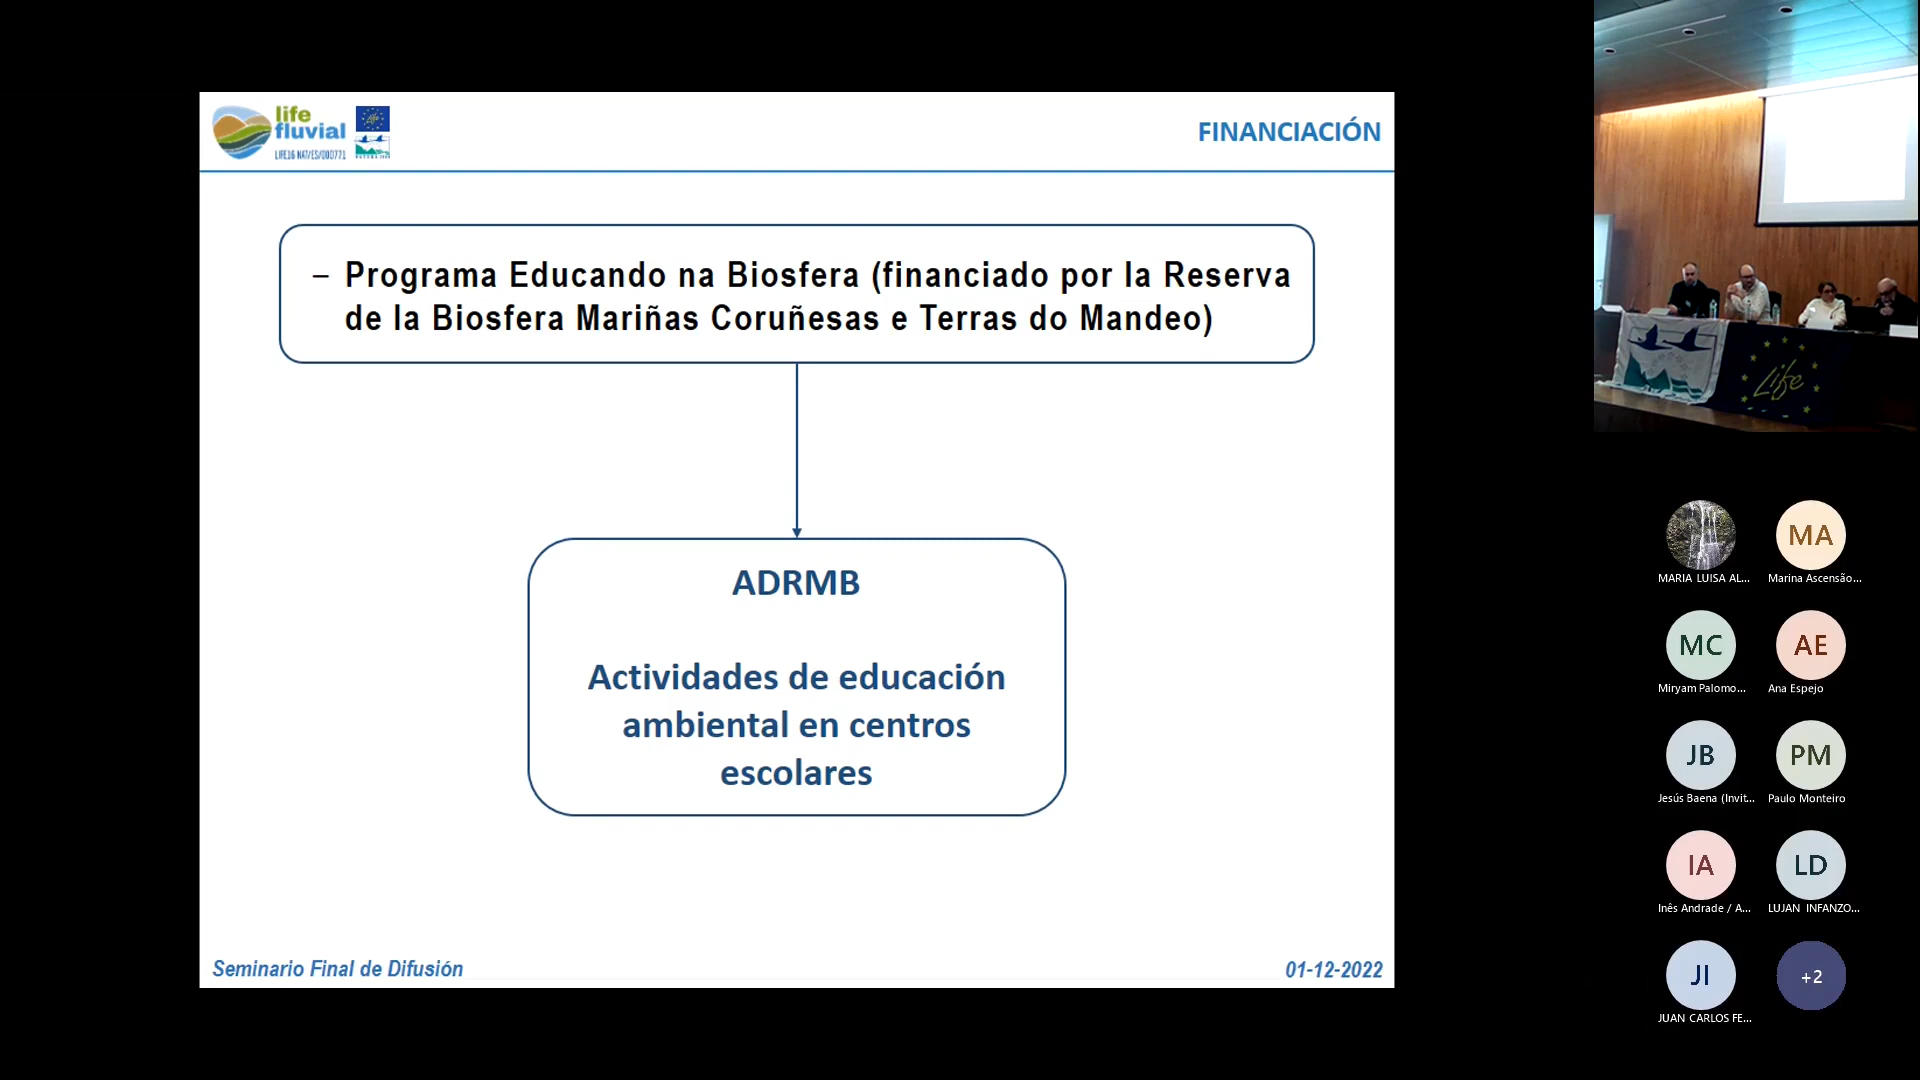 life
fluvial
LIFE16 NAT/ES/000771
FINANCIACIÓN
– Programa Educando na Biosfera (financiado por la Reserva
de la Biosfera Mariñas Coruñesas e Terras do Mandeo)
ADRMB
Actividades de educación
ambiental en centros
escolares
Seminario Final de Difusión
01-12-2022
Life
MARIA LUISA AL...
MA
Marina Ascensão...
MC
Miryam Palomo...
AE
Ana Espejo
JB
Jesús Baena (Invit...
PM
Paulo Monteiro
IA
Inês Andrade / A...
LD
LUJAN INFANZO...
JI
JUAN CARLOS FE...
+2